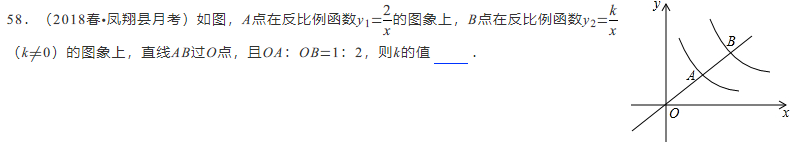 58．（2018春•凤翔县月考）如图，A点在反比例函数y₁=2/x的图象上，B点在反比例函数y₂=k/x
（k≠0）的图象上，直线AB过O点，且OA：OB=1：2，则k的值____．
y
B
A
O
x